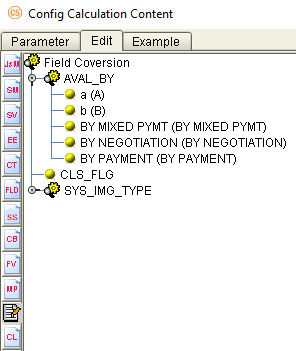 CS Config Calculation Content
Parameter Edit Example
JsM
SM
SV
EE
CT
FLD
SS
CB
FV
MP
CL
Field Coversion
AVAL_BY
a (A)
b (B)
BY MIXED PYMT (BY MIXED PYMT)
BY NEGOTIATION (BY NEGOTIATION)
BY PAYMENT (BY PAYMENT)
CLS_FLG
SYS_IMG_TYPE